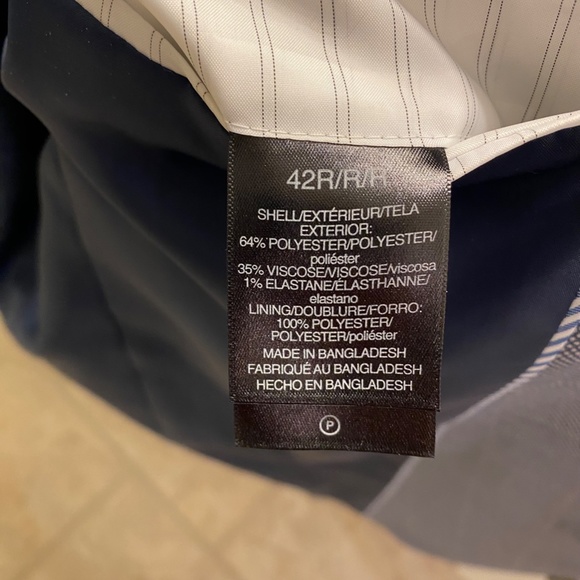 42R/R/R
SHELL/EXTÉRIEUR/TELA
EXTERIOR:
64% POLYESTER/POLYESTER/
poliéster
35% VISCOSE/VISCOSE/viscosa
1% ELASTANE/ÉLASTHANNE/
elastano
LINING/DOUBLURE/FORRO:
100% POLYESTER/
POLYESTER/poliéster
MADE IN BANGLADESH
FABRIQUÉ AU BANGLADESH
HECHO EN BANGLADESH
P